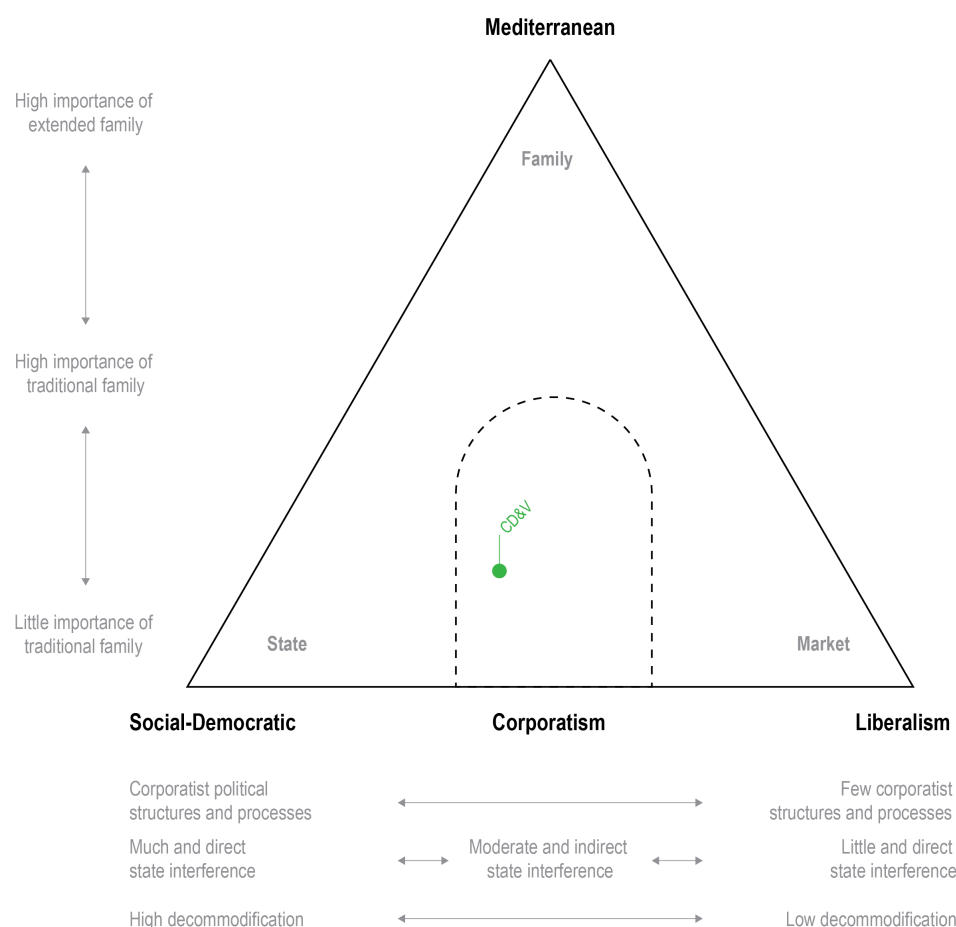 Mediterranean
High importance of
extended family
Family
High importance of
traditional family
CD&V
Little importance of
traditional family
State
Market
Social-Democratic
Corporatism
Liberalism
Corporatist political
structures and processes
Few corporatist
structures and processes
Much and direct
state interference
Moderate and indirect
state interference
Little and direct
state interference
High decommodification
Low decommodification